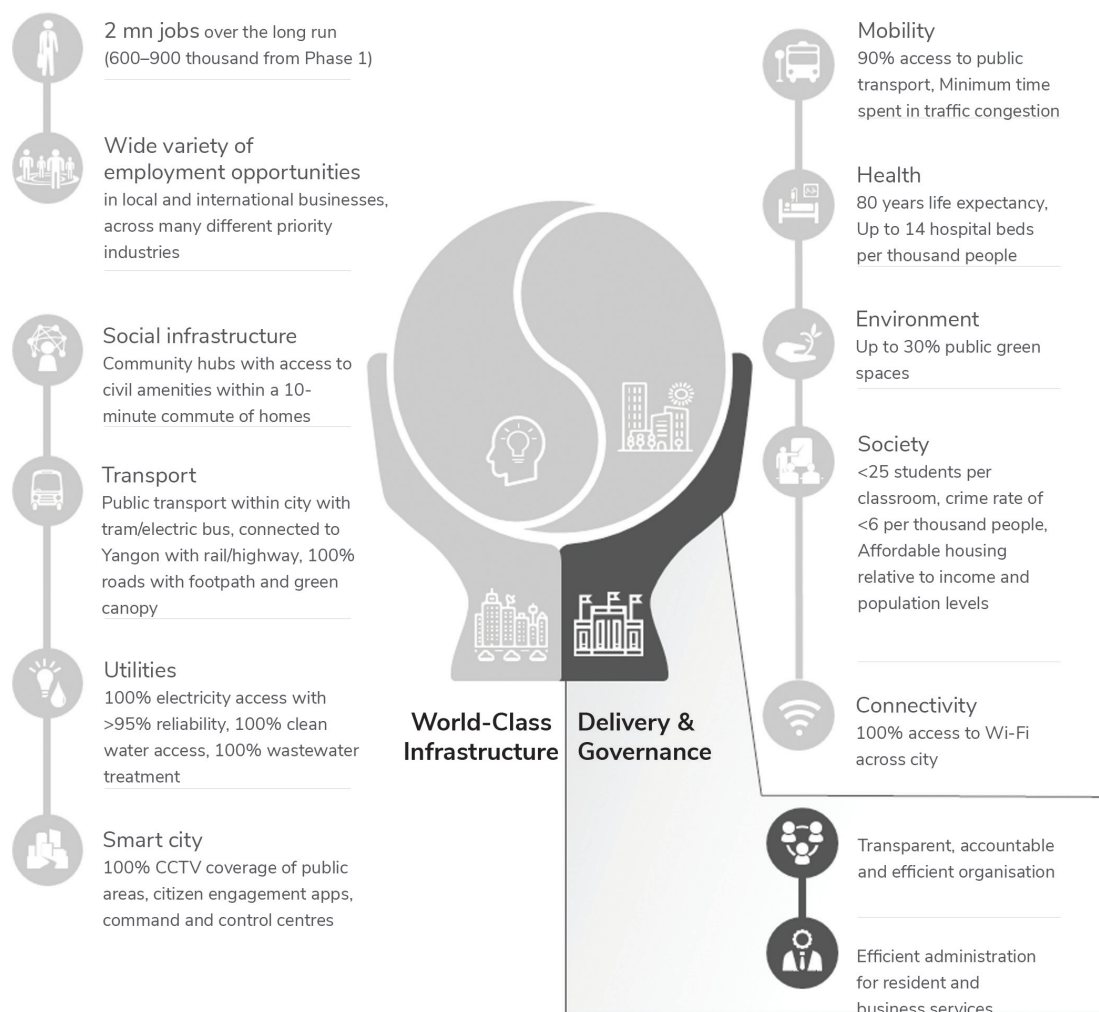 2 mn jobs over the long run
(600–900 thousand from Phase 1)
Wide variety of
employment opportunities
in local and international businesses,
across many different priority
industries
Social infrastructure
Community hubs with access to
civil amenities within a 10-
minute commute of homes
Transport
Public transport within city with
tram/electric bus, connected to
Yangon with rail/highway, 100%
roads with footpath and green
canopy
Utilities
100% electricity access with
>95% reliability, 100% clean
water access, 100% wastewater
treatment
Smart city
100% CCTV coverage of public
areas, citizen engagement apps,
command and control centres
World-Class
Infrastructure
Delivery &
Governance
Mobility
90% access to public
transport, Minimum time
spent in traffic congestion
Health
80 years life expectancy,
Up to 14 hospital beds
per thousand people
Environment
Up to 30% public green
spaces
Society
<25 students per
classroom, crime rate of
<6 per thousand people,
Affordable housing
relative to income and
population levels
Connectivity
100% access to Wi-Fi
across city
Transparent, accountable
and efficient organisation
Efficient administration
for resident and
business services